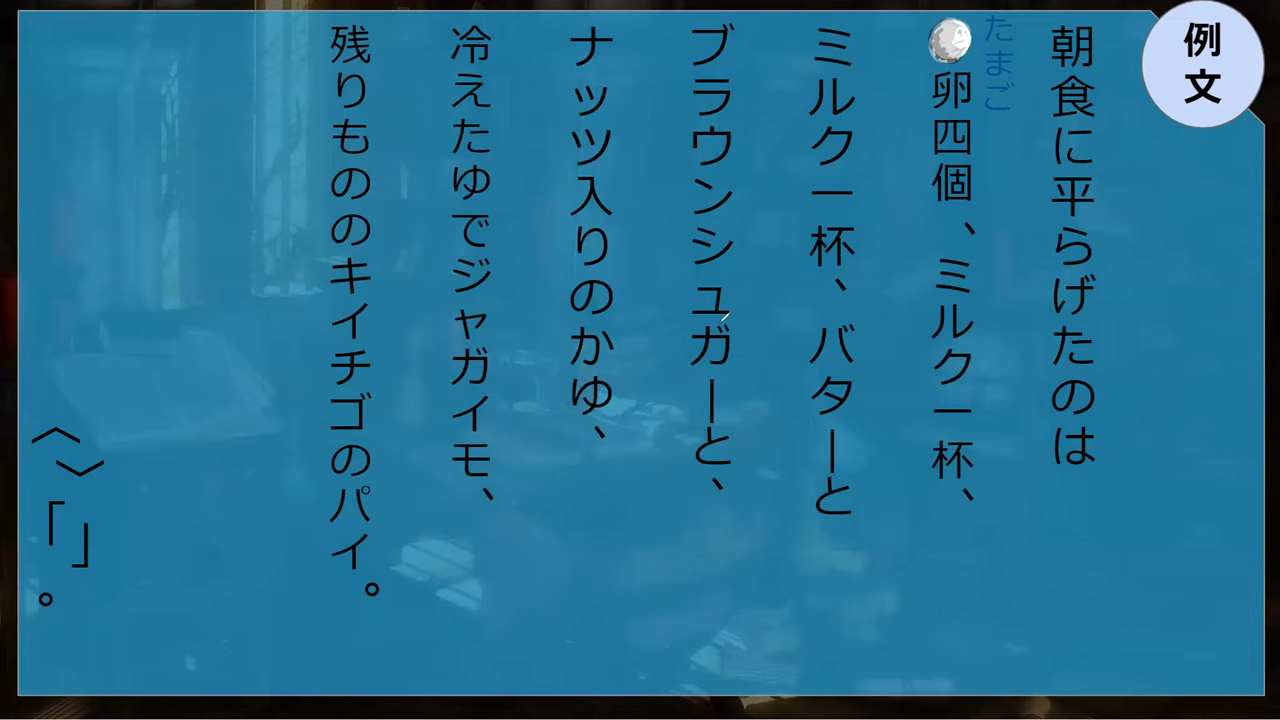 例文
朝食に平らげたのは
たまご
卵四個、ミルク一杯、
ミルク一杯、バターと
ブラウンシュガーと、
ナッツ入りのかゆ、
冷えたゆでジャガイモ、
残りもののキイチゴのパイ。
〈〉「」。